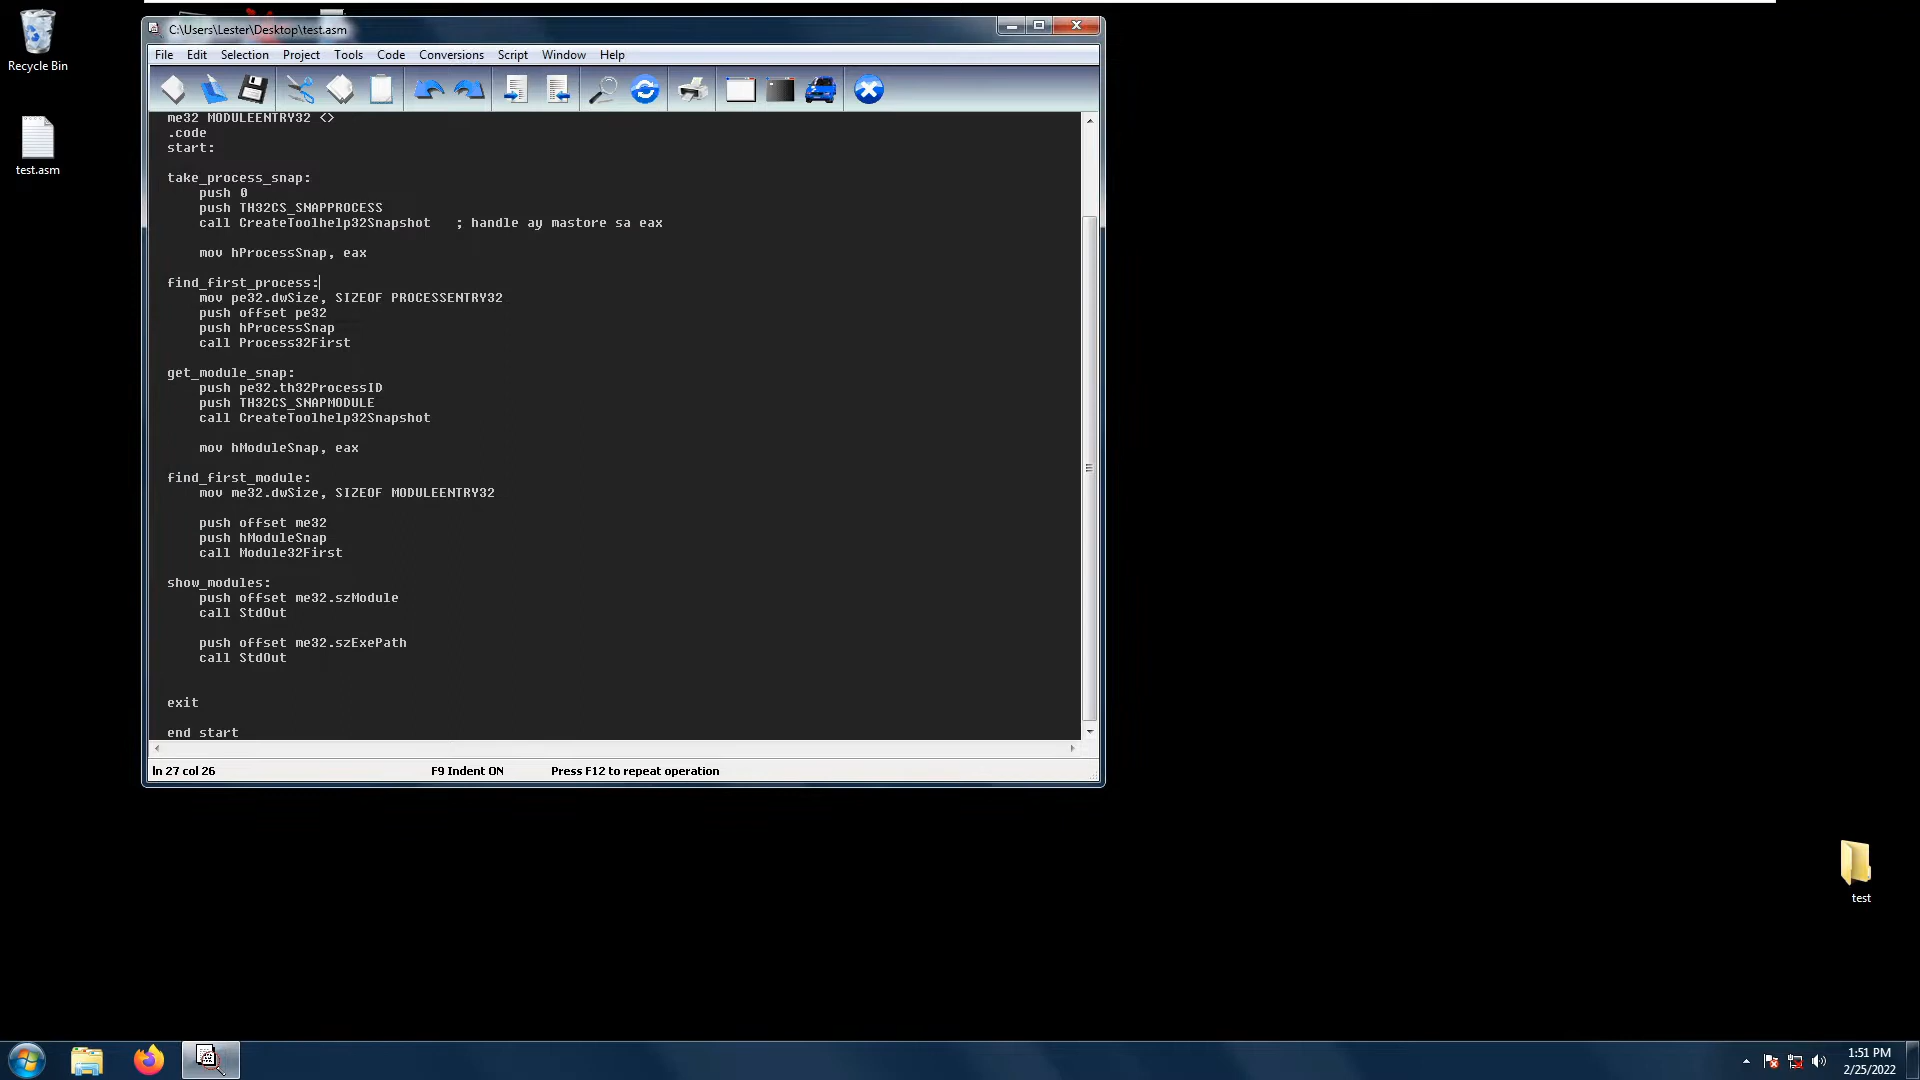 Recycle Bin
test.asm
C:\Users\Lester\Desktop\test.asm
File Edit Selection Project Tools Code Conversions Script Window Help
me32 MODULEENTRY32 <>
.code
start:
take_process_snap:
push 0
push TH32CS_SNAPPROCESS
call CreateToolhelp32Snapshot ; handle ay mastore sa eax
mov hProcessSnap, eax
find_first_process:
mov pe32.dwSize, SIZEOF PROCESSENTRY32
push offset pe32
push hProcessSnap
call Process32First
get_module_snap:
push pe32.th32ProcessID
push TH32CS_SNAPMODULE
call CreateToolhelp32Snapshot
mov hModuleSnap, eax
find_first_module:
mov me32.dwSize, SIZEOF MODULEENTRY32
push offset me32
push hModuleSnap
call Module32First
show_modules:
push offset me32.szModule
call StdOut
push offset me32.szExePath
call StdOut
exit
end start
ln 27 col 26 F9 Indent ON Press F12 to repeat operation
test
1:51 PM
2/25/2022